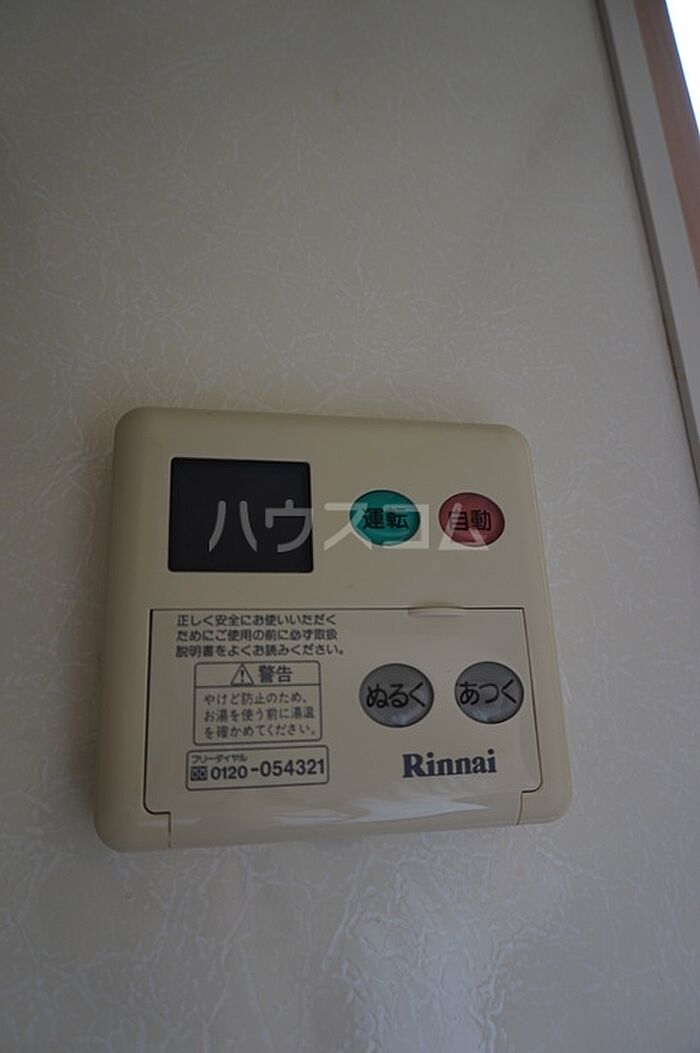 ハウスコム
運転
自動
正しく安全にお使いいただく
ためにご使用の前に必ず取扱
説明書をよくお読みください。
警告
やけど防止のため、
お湯を使う前に湯温
を確かめてください。
フリーダイヤル
0120-054321
ぬるく
あつく
Rinnai